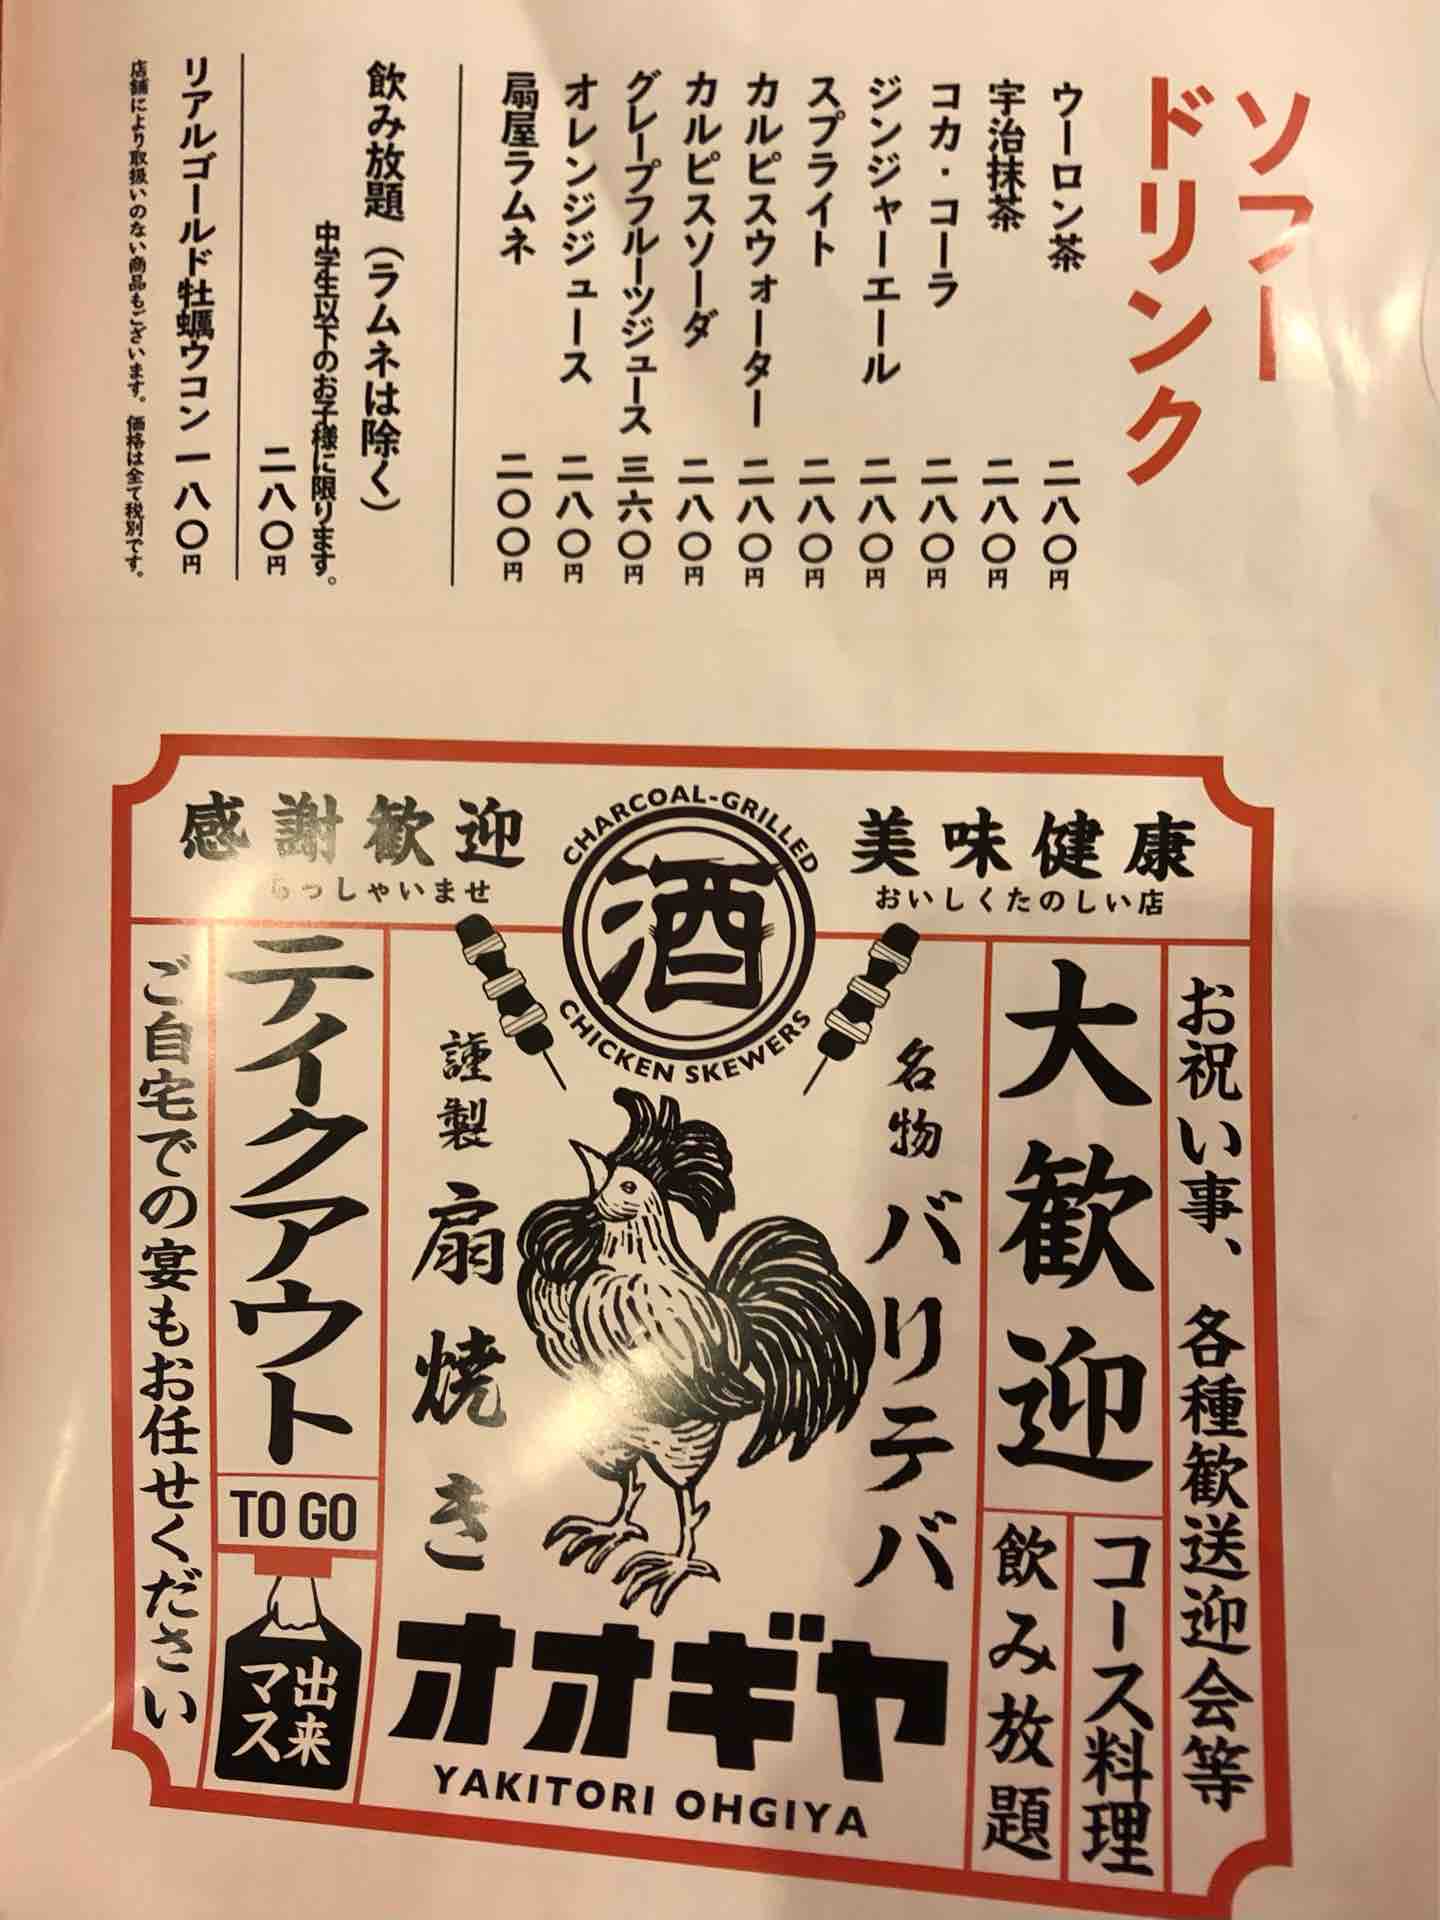 ソフト
ドリンク
ウーロン茶 二八〇円
宇治抹茶 二八〇円
コカ・コーラ 二八〇円
ジンジャーエール 二八〇円
スプライト 二八〇円
カルピスウォーター 二八〇円
カルピスソーダ 二八〇円
グレープフルーツジュース 三六〇円
オレンジジュース 二八〇円
扇屋ラムネ 二〇〇円
飲み放題（ラムネは除く）
中学生以下のお子様に限ります。
二八〇円
リアルゴールド牡蠣ウコン 一八〇円
店舗により取扱いのない商品もございます。価格は全て税別です。
感謝歓迎
らっしゃいませ
CHARCOAL-GRILLED
酒
CHICKEN SKEWERS
美味健康
おいしくたのしい店
お祝い事、各種歓送迎会等
大歓迎
コース料理
飲み放題
名物 バリテバ
謹製 扇焼き
オオギヤ
YAKITORI OHGIYA
テイクアウト
TO GO
出来
マス
ご自宅での宴もお任せください